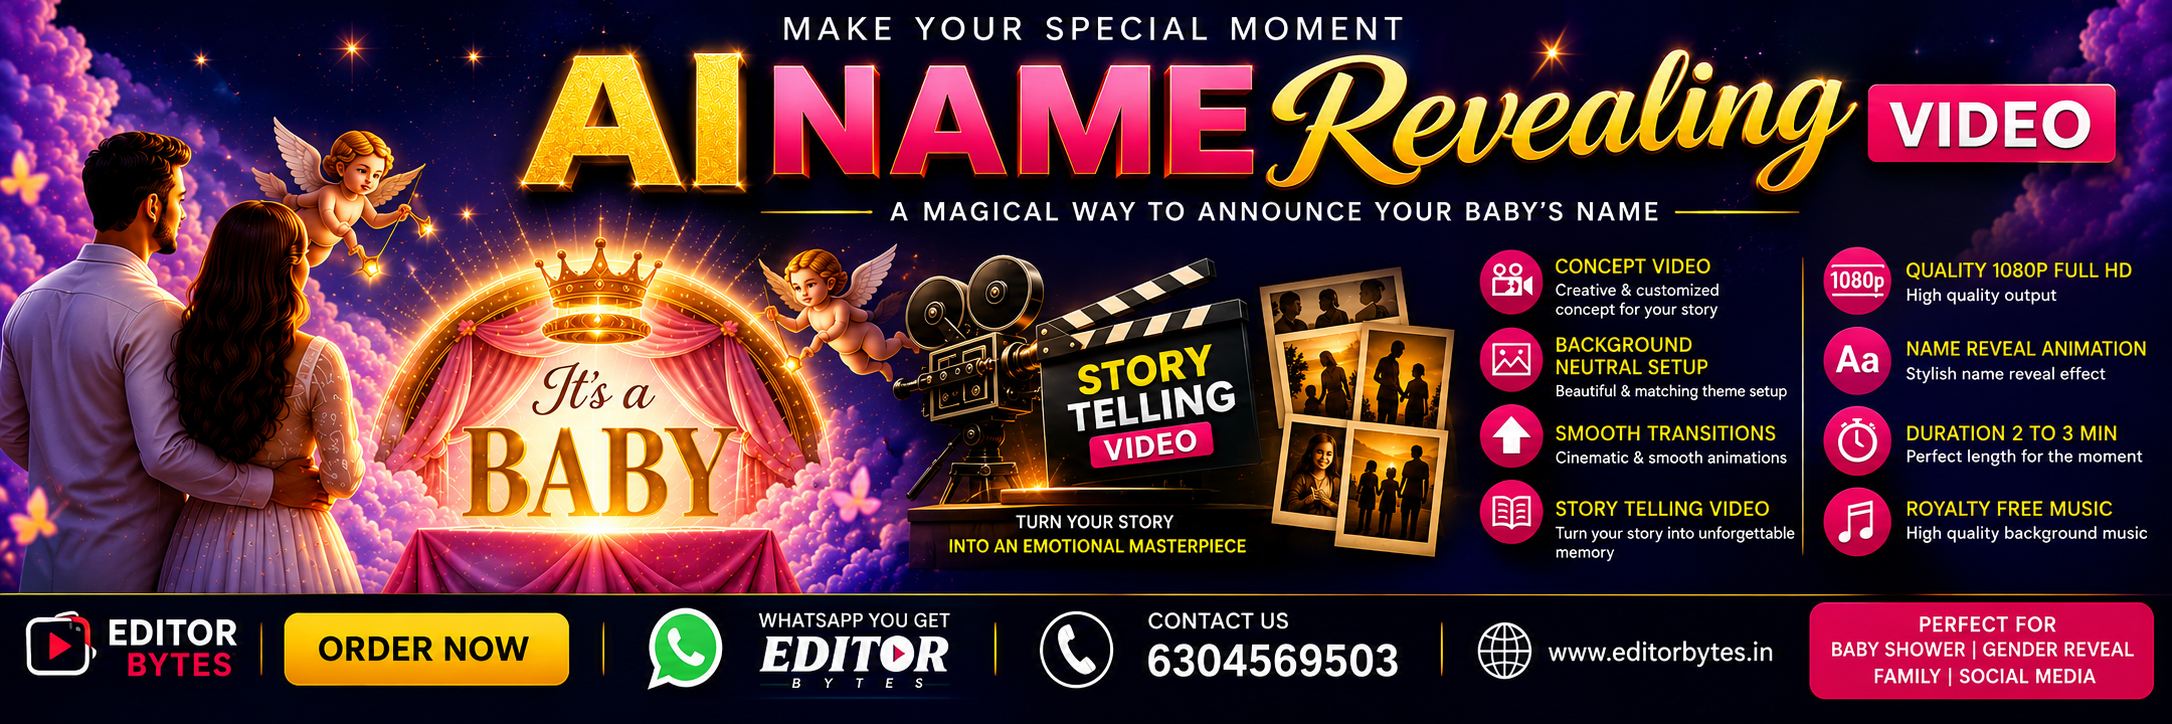 MAKE YOUR SPECIAL MOMENT
AI NAME Revealing VIDEO
A MAGICAL WAY TO ANNOUNCE YOUR BABY'S NAME
It's a
BABY
STORY
TELLING
VIDEO
TURN YOUR STORY
INTO AN EMOTIONAL MASTERPIECE
CONCEPT VIDEO
Creative & customized
concept for your story
BACKGROUND
NEUTRAL SETUP
Beautiful & matching theme setup
SMOOTH TRANSITIONS
Cinematic & smooth animations
STORY TELLING VIDEO
Turn your story into unforgettable
memory
1080p
QUALITY 1080P FULL HD
High quality output
Aa
NAME REVEAL ANIMATION
Stylish name reveal effect
DURATION 2 TO 3 MIN
Perfect length for the moment
ROYALTY FREE MUSIC
High quality background music
EDITOR
BYTES
ORDER NOW
WHATSAPP YOU GET
EDITOR
BYTES
CONTACT US
6304569503
www.editorbytes.in
PERFECT FOR
BABY SHOWER | GENDER REVEAL
FAMILY | SOCIAL MEDIA